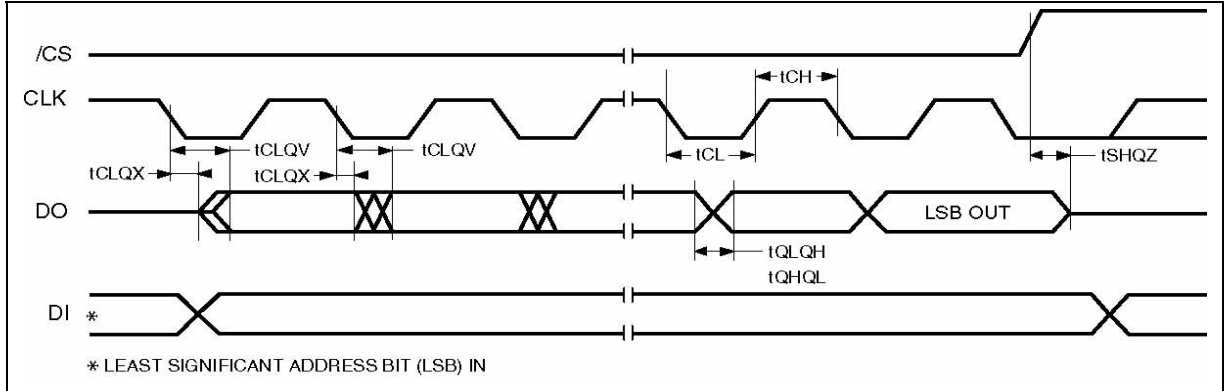 /CS
tCH
CLK
tCLQV
tCLQV
tCL
tSHQZ
tCLQX
tCLQX
DO
LSB OUT
tQLQH
tQHQL
DI
*
* LEAST SIGNIFICANT ADDRESS BIT (LSB) IN